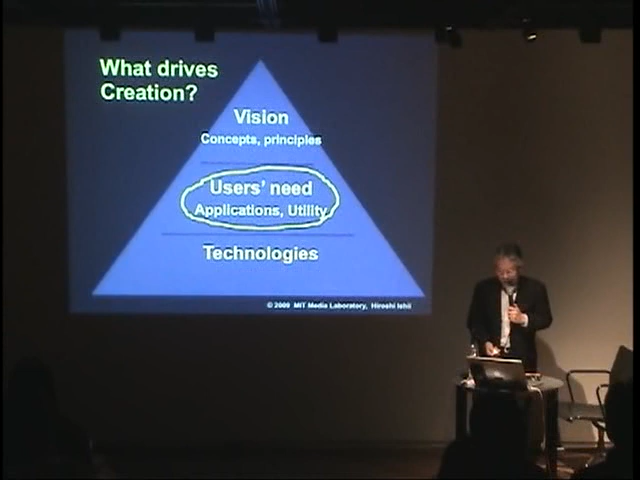 What drives
Creation?
Vision
Concepts, principles
Users' need
Applications, Utility
Technologies
© 2009 MIT Media Laboratory, Hiroshi Ishii